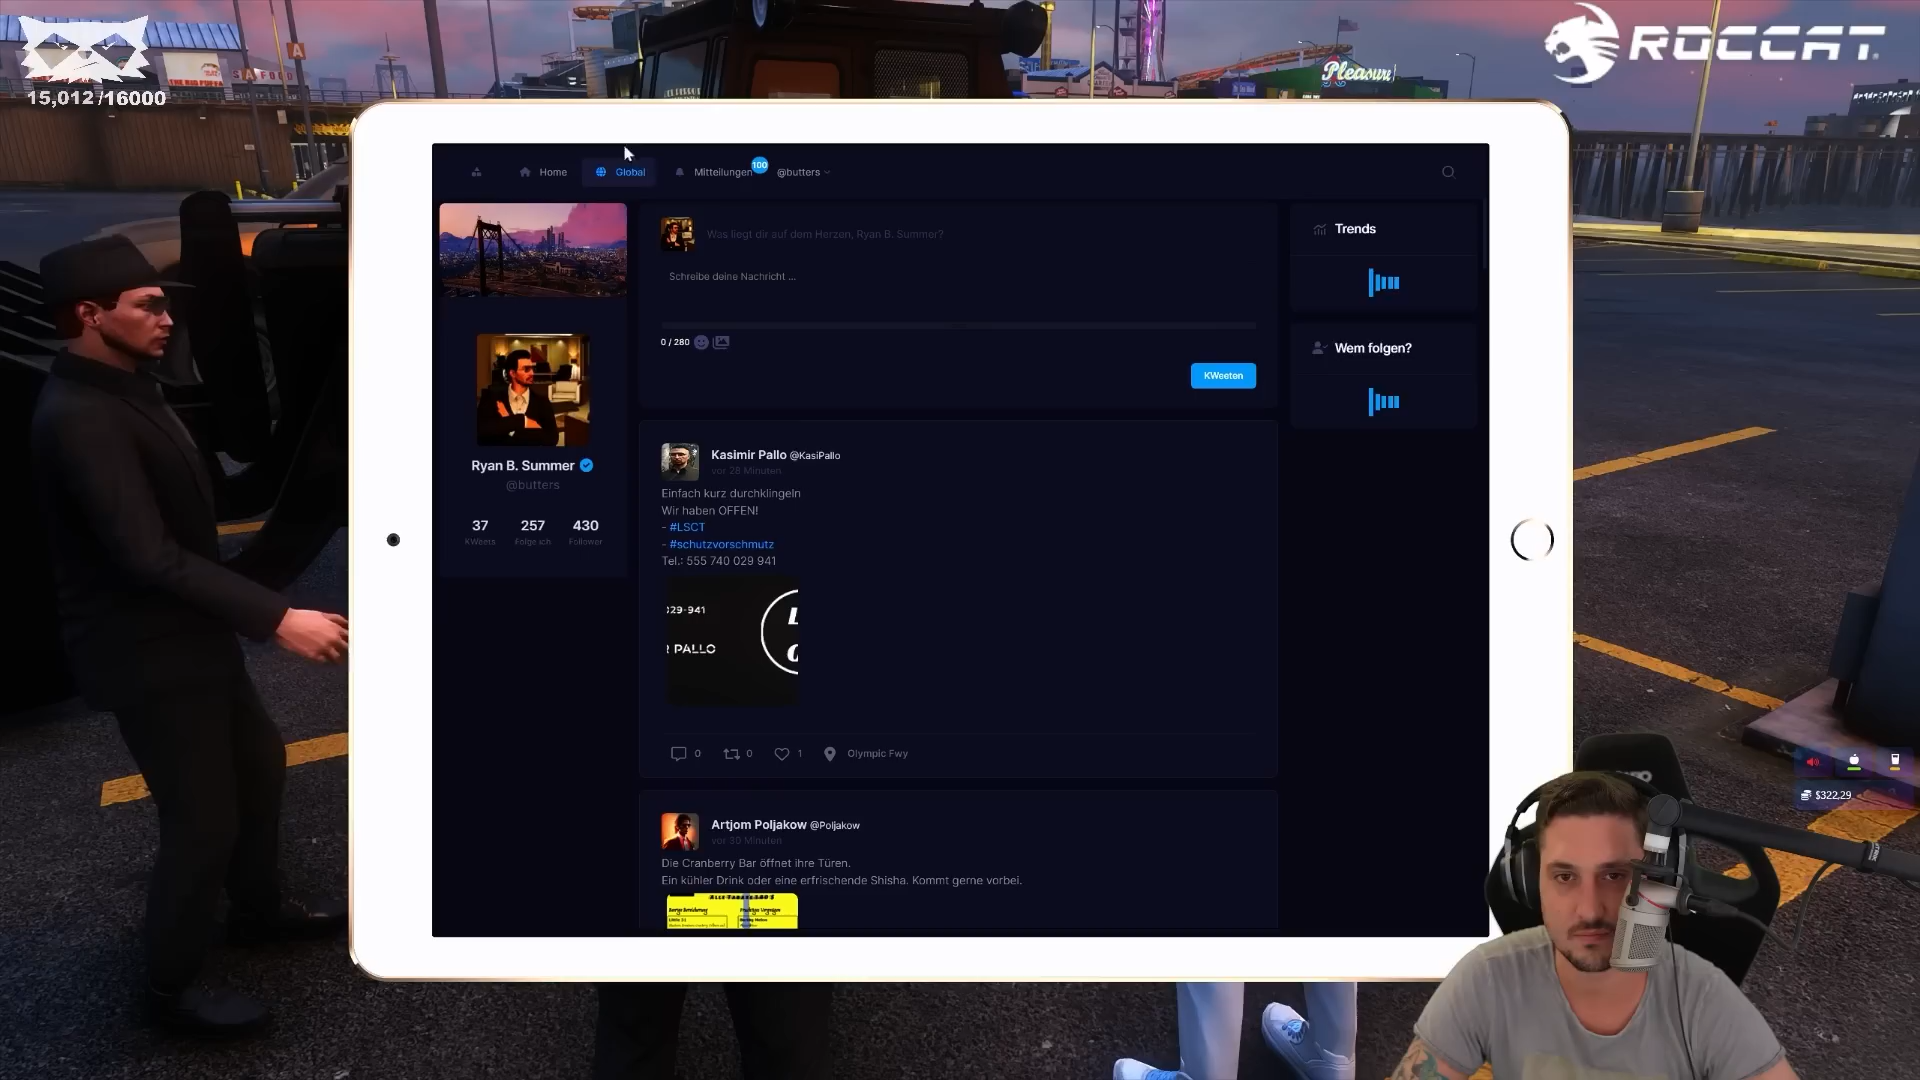 15,012 /16000
A
SEAFOOD
Pleasure
ROCCAT
Home
Global
Mitteilungen
100
@butters
Was liegt dir auf dem Herzen, Ryan B. Summer?
Schreibe deine Nachricht ...
0 / 280
KWeeten
Trends
Wem folgen?
Ryan B. Summer
@butters
37 257 430
KWeets Folge ich Follower
Kasimir Pallo @KasiPallo
vor 28 Minuten
Einfach kurz durchklingeln
Wir haben OFFEN!
- #LSCT
- #schutzvorschmutz
Tel.: 555 740 029 941
029-941
R PALLO
0 0 1 Olympic Fwy
Artjom Poljakow @Poljakow
vor 30 Minuten
Die Cranberry Bar öffnet ihre Türen.
Ein kühler Drink oder eine erfrischende Shisha. Kommt gerne vorbei.
$322,29